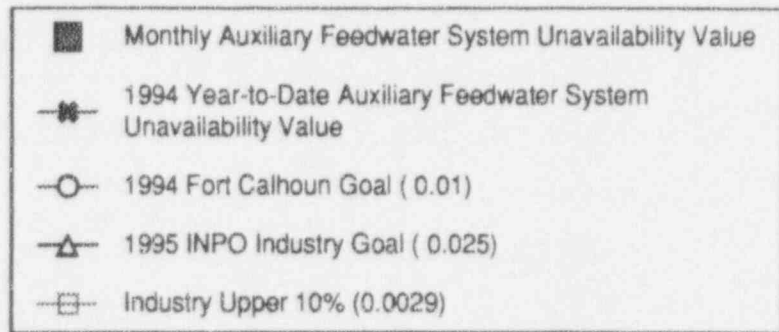 Monthly Auxiliary Feedwater System Unavailability Value
1994 Year-to-Date Auxiliary Feedwater System
Unavailability Value
1994 Fort Calhoun Goal ( 0.01)
1995 INPO Industry Goal ( 0.025)
Industry Upper 10% (0.0029)